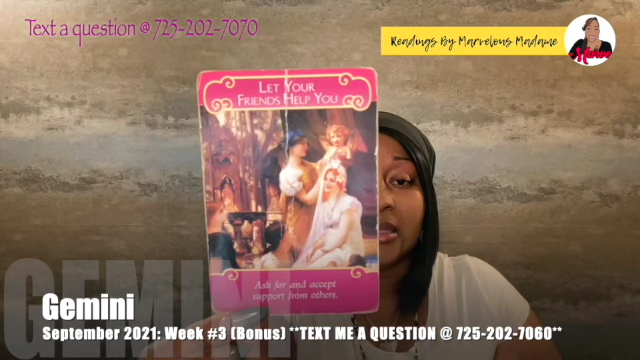 Text a question @ 725-202-7070
Readings By Marvelous Madame
LET YOUR
FRIENDS HELP YOU
Ask for and accept
support from others.
GEMINI
Gemini
September 2021: Week #3 (Bonus) **TEXT ME A QUESTION @ 725-202-7060**